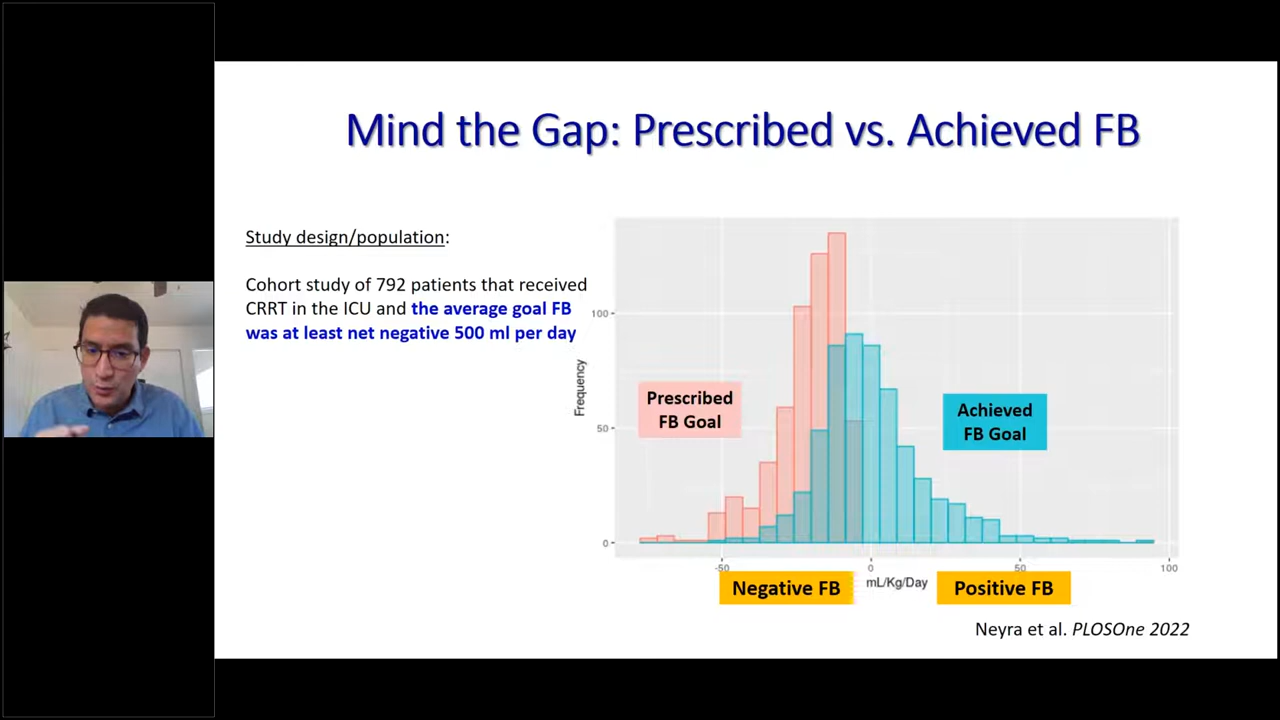 Mind the Gap: Prescribed vs. Achieved FB
Study design/population:
Cohort study of 792 patients that received
CRRT in the ICU and the average goal FB
was at least net negative 500 ml per day
100
50
0
Frequency
Prescribed
FB Goal
Achieved
FB Goal
-50
0
50
100
mL/Kg/Day
Negative FB
Positive FB
Neyra et al. PLOSOne 2022